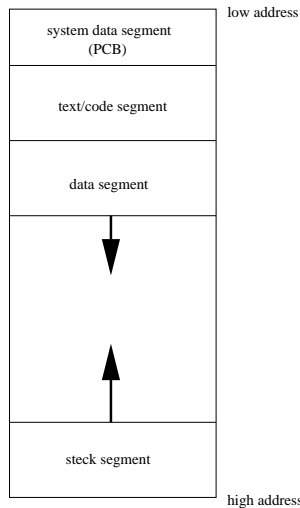 low address
system data segment
(PCB)
text/code segment
data segment
steck segment
high address